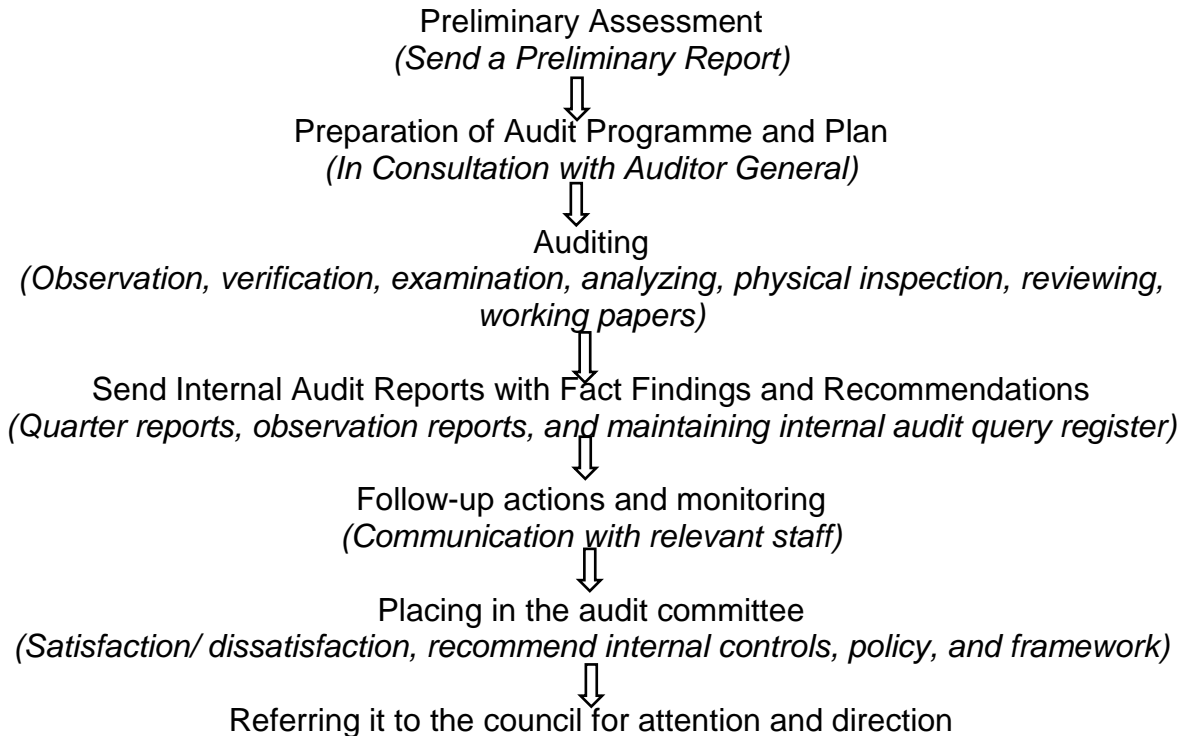 Preliminary Assessment
(Send a Preliminary Report)
Preparation of Audit Programme and Plan
(In Consultation with Auditor General)
Auditing
(Observation, verification, examination, analyzing, physical inspection, reviewing,
working papers)
Send Internal Audit Reports with Fact Findings and Recommendations
(Quarter reports, observation reports, and maintaining internal audit query register)
Follow-up actions and monitoring
(Communication with relevant staff)
Placing in the audit committee
(Satisfaction/ dissatisfaction, recommend internal controls, policy, and framework)
Referring it to the council for attention and direction